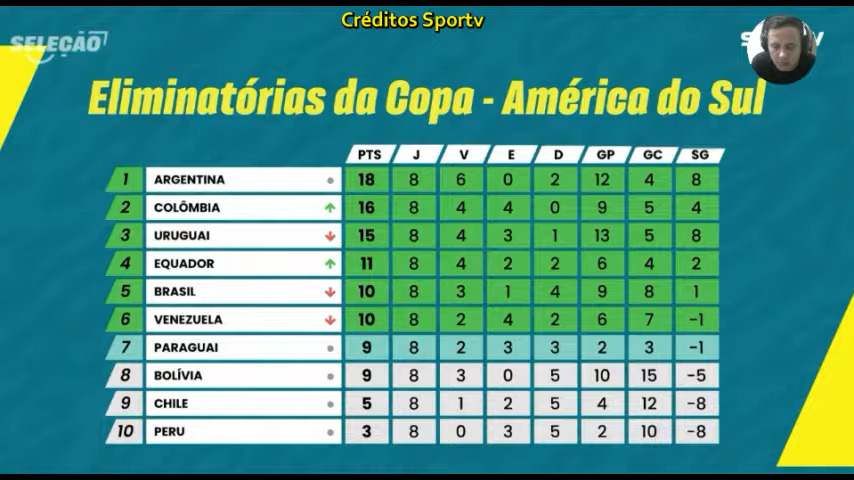 Créditos Sportv
SELEÇÃO
Eliminatórias da Copa - América do Sul
PTS J V E D GP GC SG
1 ARGENTINA 18 8 6 0 2 12 4 8
2 COLÔMBIA 16 8 4 4 0 9 5 4
3 URUGUAI 15 8 4 3 1 13 5 8
4 EQUADOR 11 8 4 2 2 6 4 2
5 BRASIL 10 8 3 1 4 9 8 1
6 VENEZUELA 10 8 2 4 2 6 7 -1
7 PARAGUAI 9 8 2 3 3 2 3 -1
8 BOLÍVIA 9 8 3 0 5 10 15 -5
9 CHILE 5 8 1 2 5 4 12 -8
10 PERU 3 8 0 3 5 2 10 -8